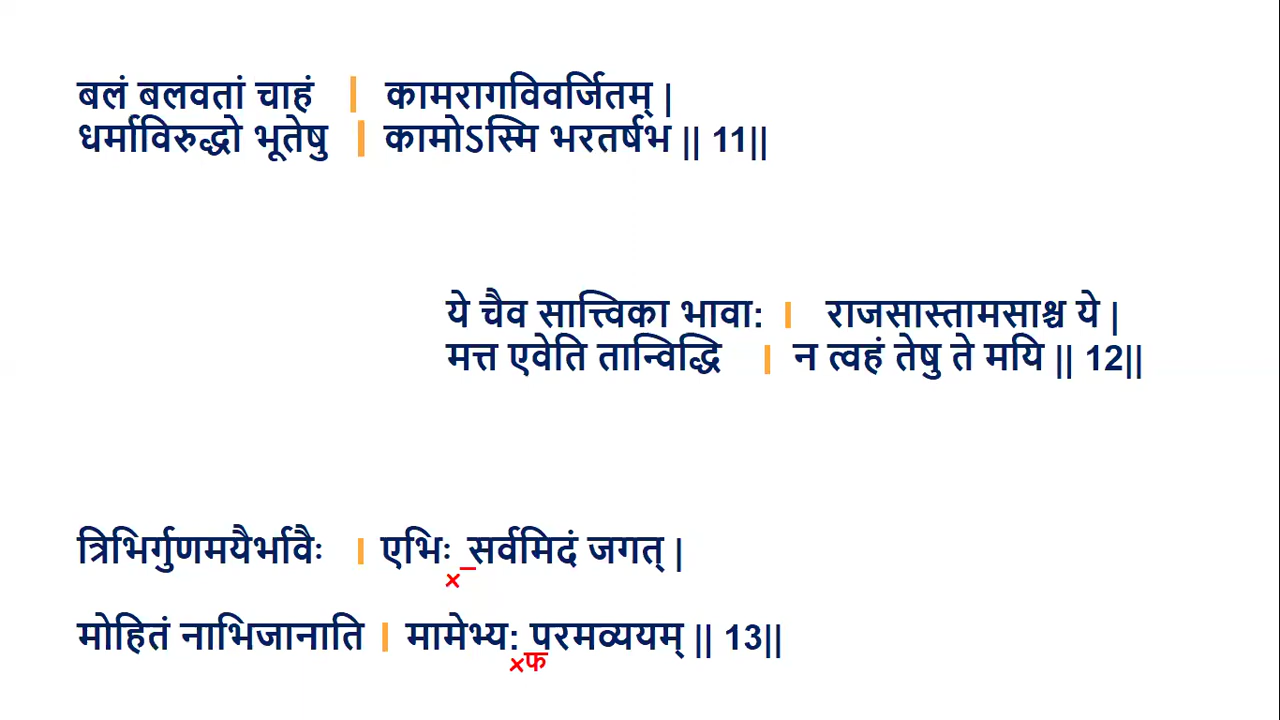 बलं बलवतां चाहं | कामरागविवर्जितम् |
धर्माविरुद्धो भूतेषु | कामोऽस्मि भरतर्षभ || 11||
ये चैव सात्त्विका भावा: | राजसास्तामसाश्च ये |
मत्त एवेति तान्विद्धि | न त्वहं तेषु ते मयि || 12||
त्रिभिर्गुणमयैर्भावैः | एभिः सर्वमिदं जगत् |
× _
मोहितं नाभिजानाति | मामेभ्य: परमव्ययम् || 13||
×फ